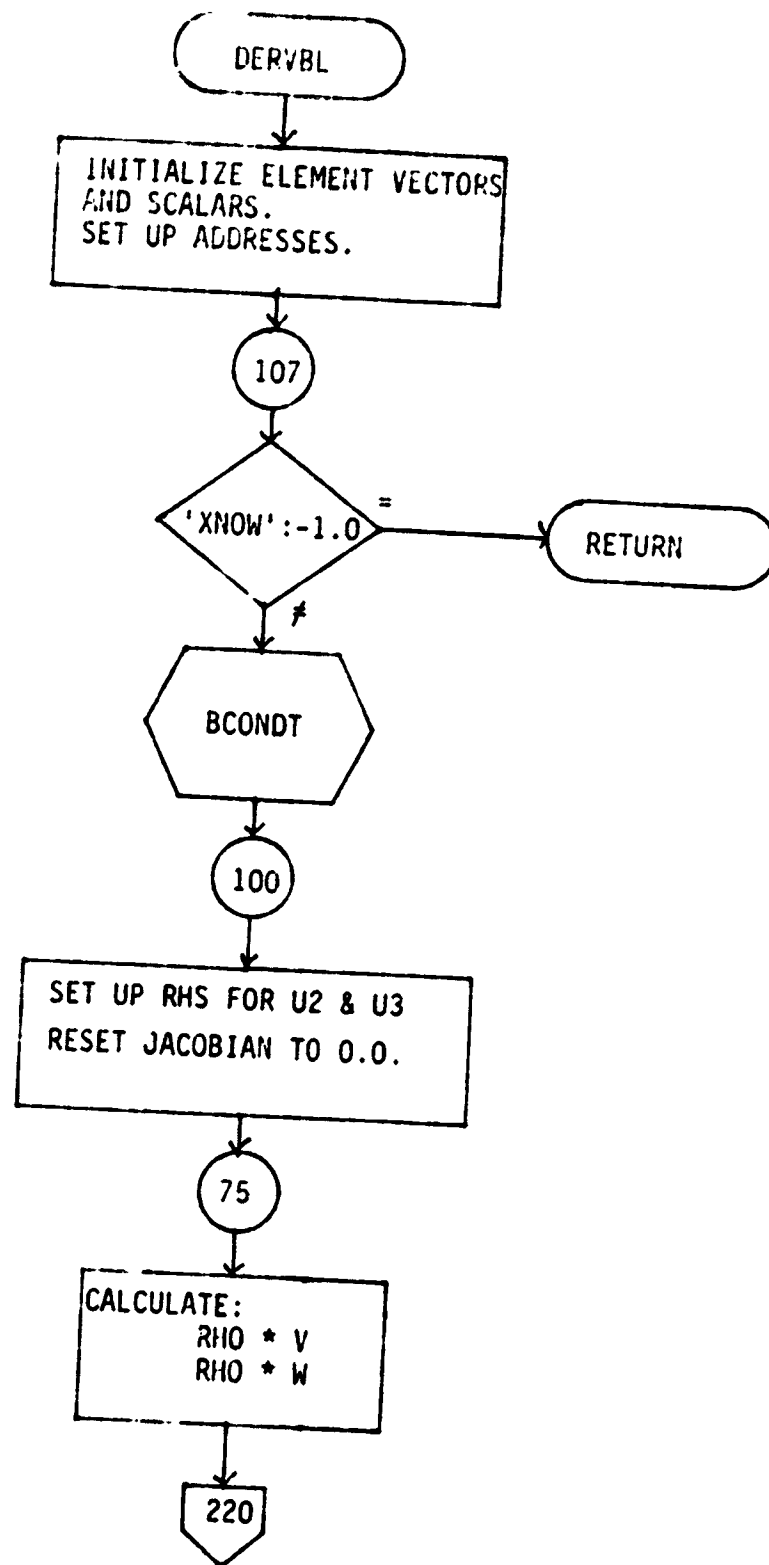 DERVBL
INITIALIZE ELEMENT VECTORS
AND SCALARS.
SET UP ADDRESSES.
107
'XNOW':-1.0
=
RETURN
≠
BCONDT
100
SET UP RHS FOR U2 & U3
RESET JACOBIAN TO 0.0.
75
CALCULATE:
RHO * V
RHO * W
220